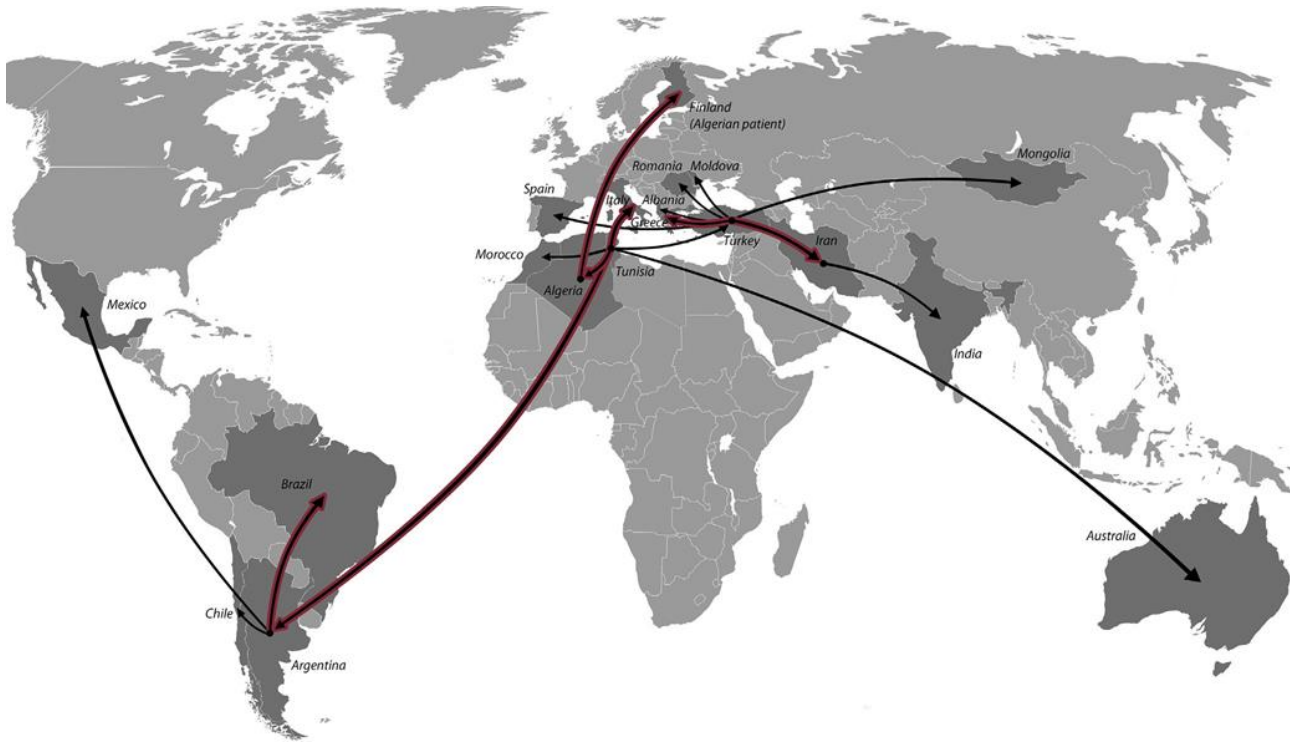 Finland
(Algerian patient)
Mongolia
Romania
Moldova
Spain
Italy
Albania
Greece
Turkey
Iran
Morocco
Tunisia
Algeria
Mexico
India
Brazil
Australia
Chile
Argentina